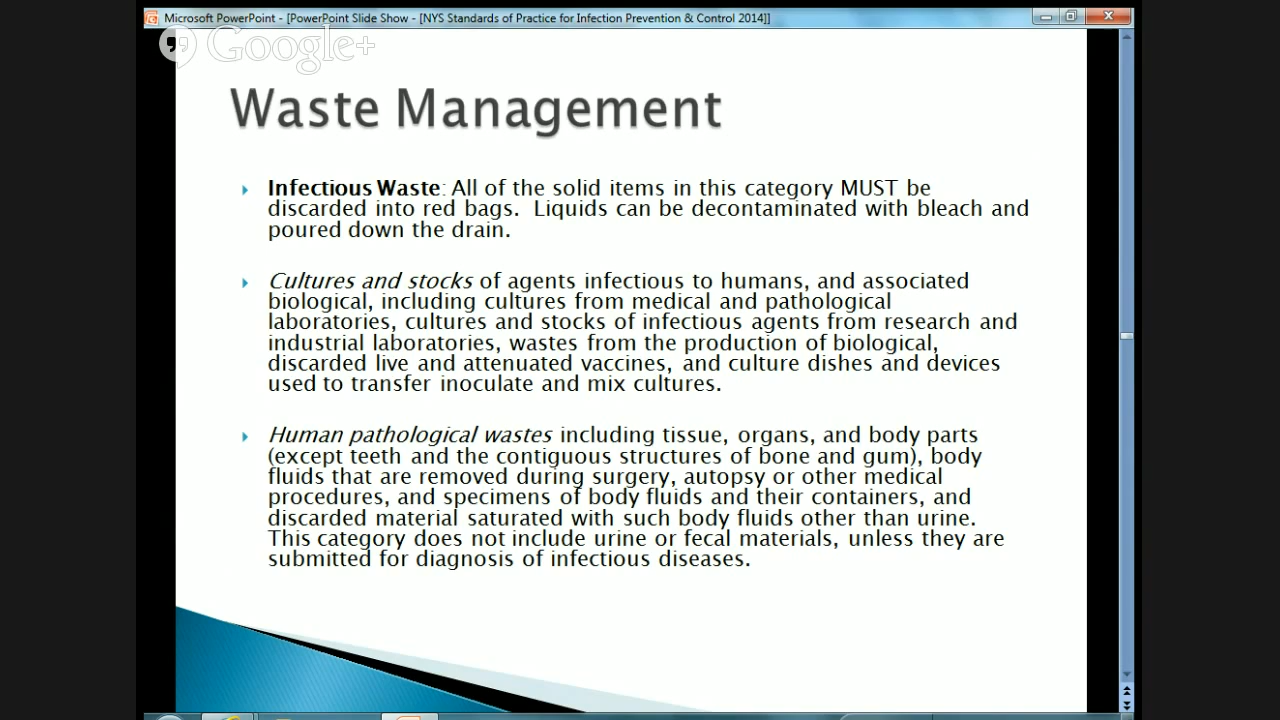 Microsoft PowerPoint - [PowerPoint Slide Show - [NYS Standards of Practice for Infection Prevention & Control 2014]]
Google+
Waste Management
Infectious Waste: All of the solid items in this category MUST be
discarded into red bags. Liquids can be decontaminated with bleach and
poured down the drain.
Cultures and stocks of agents infectious to humans, and associated
biological, including cultures from medical and pathological
laboratories, cultures and stocks of infectious agents from research and
industrial laboratories, wastes from the production of biological,
discarded live and attenuated vaccines, and culture dishes and devices
used to transfer inoculate and mix cultures.
Human pathological wastes including tissue, organs, and body parts
(except teeth and the contiguous structures of bone and gum), body
fluids that are removed during surgery, autopsy or other medical
procedures, and specimens of body fluids and their containers, and
discarded material saturated with such body fluids other than urine.
This category does not include urine or fecal materials, unless they are
submitted for diagnosis of infectious diseases.